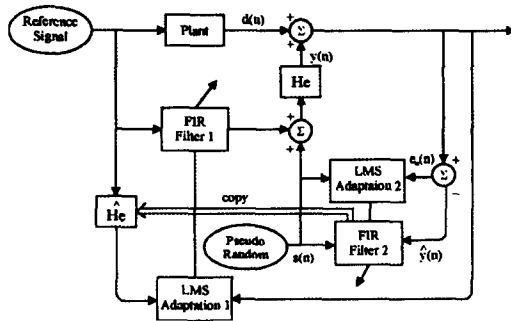 Reference
Signal
Plant
d(n)
+
Σ
+
y(n)
He
FIR
Filter 1
+
Σ
+
LMS
Adaptaion 2
eₛ(n)
Σ
+
−
copy
Ĥe
Pseudo
Random
s(n)
FIR
Filter 2
ŷ(n)
LMS
Adaptation 1